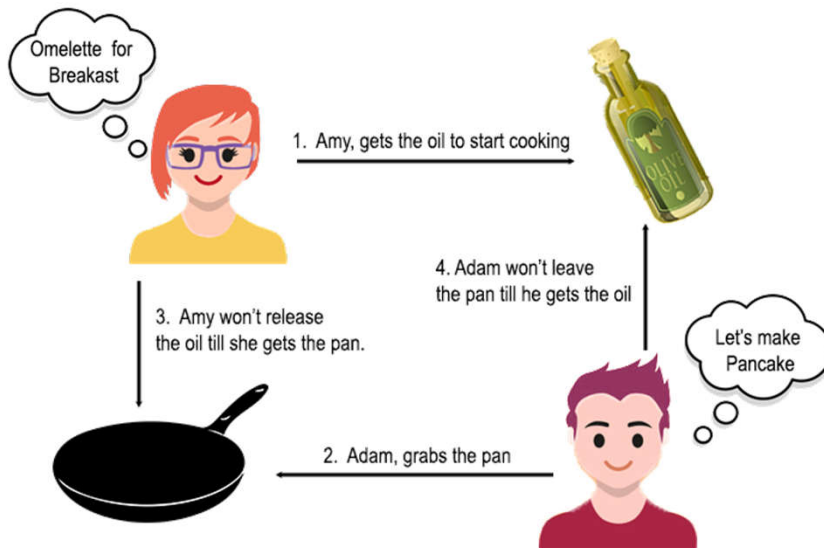 Omelette for
Breakast
1. Amy, gets the oil to start cooking
OLIVE
OIL
4. Adam won't leave
the pan till he gets the oil
3. Amy won't release
the oil till she gets the pan.
Let's make
Pancake
2. Adam, grabs the pan